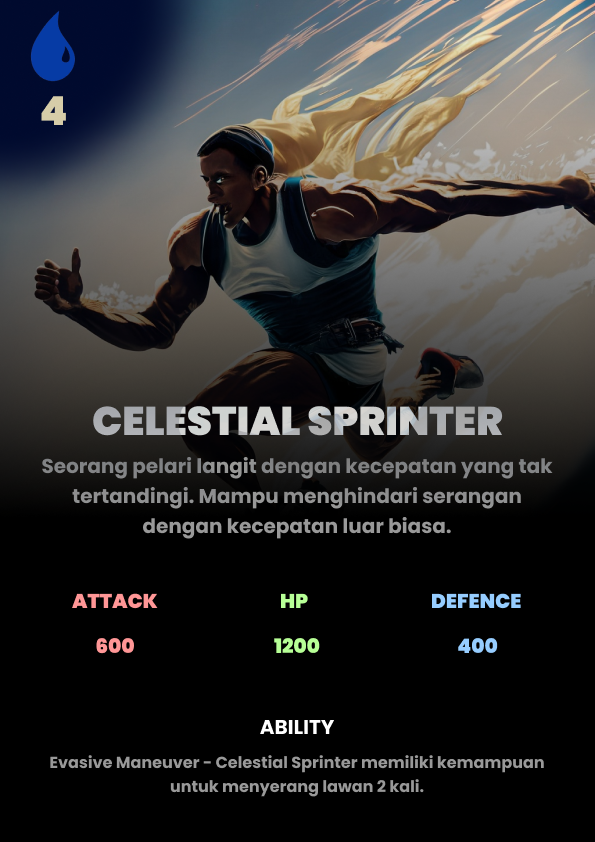 4
CELESTIAL SPRINTER
Seorang pelari langit dengan kecepatan yang tak
tertandingi. Mampu menghindari serangan
dengan kecepatan luar biasa.
ATTACK HP DEFENCE
600 1200 400
ABILITY
Evasive Maneuver - Celestial Sprinter memiliki kemampuan
untuk menyerang lawan 2 kali.